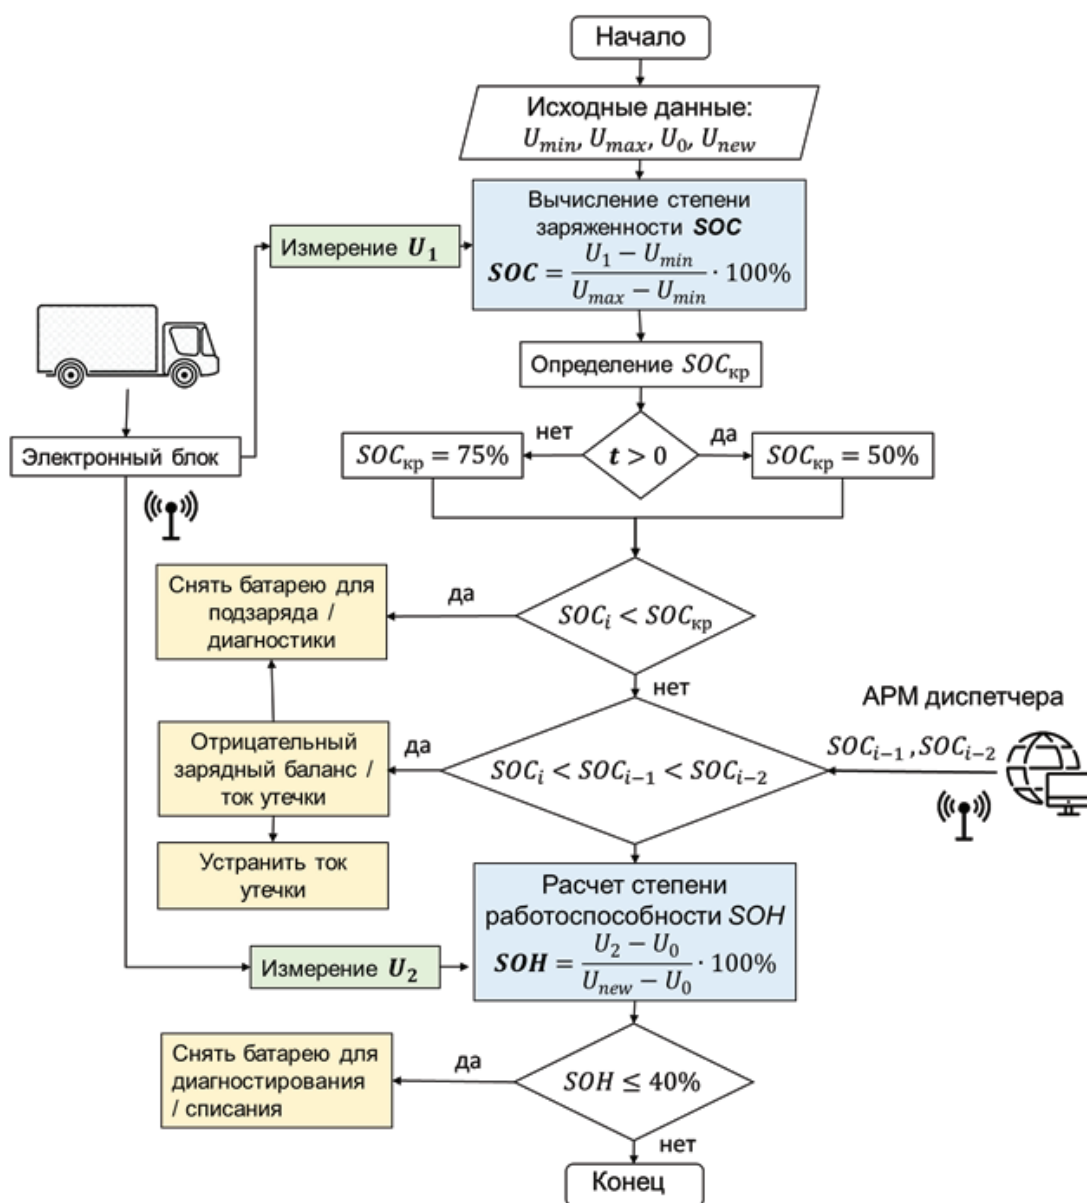 Начало
Исходные данные:
U_min, U_max, U_0, U_new
Вычисление степени
заряженности SOC
SOC = (U_1 − U_min) / (U_max − U_min) · 100%
Измерение U_1
Электронный блок
Определение SOC_кр
t > 0
нет
да
SOC_кр = 75%
SOC_кр = 50%
SOC_i < SOC_кр
да
Снять батарею для
подзаряда /
диагностики
нет
АРМ диспетчера
SOC_{i−1}, SOC_{i−2}
SOC_i < SOC_{i−1} < SOC_{i−2}
да
Отрицательный
зарядный баланс /
ток утечки
Устранить ток
утечки
Расчет степени
работоспособности SOH
SOH = (U_2 − U_0) / (U_new − U_0) · 100%
Измерение U_2
SOH ≤ 40%
да
Снять батарею для
диагностирования
/ списания
нет
Конец